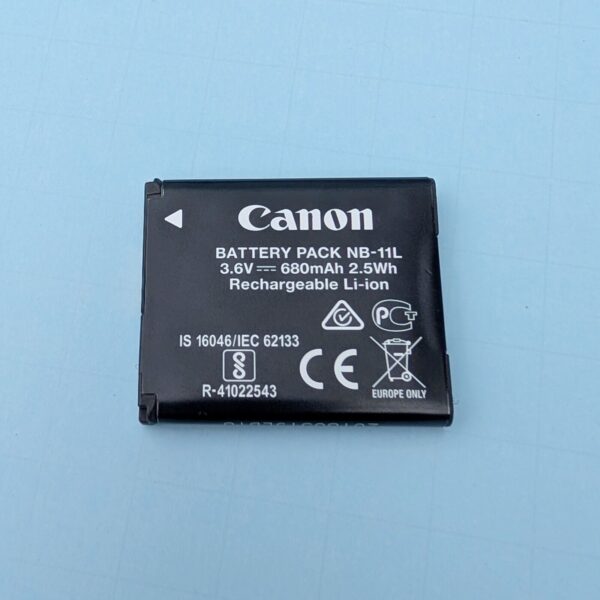 Canon
BATTERY PACK NB-11L
3.6V⎓680mAh 2.5Wh
Rechargeable Li-ion
IS 16046/IEC 62133
R-41022543
CE
EUROPE ONLY